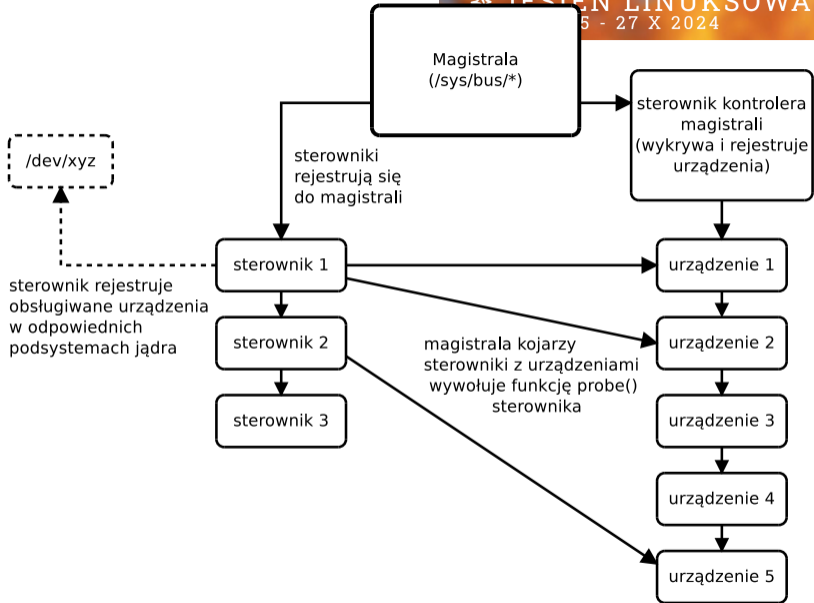 JESIEŃ LINUKSOWA
5 - 27 X 2024
Magistrala
(/sys/bus/*)
sterownik kontrolera
magistrali
(wykrywa i rejestruje
urządzenia)
/dev/xyz
sterowniki
rejestrują się
do magistrali
sterownik 1
urządzenie 1
sterownik rejestruje
obsługiwane urządzenia
w odpowiednich
podsystemach jądra
sterownik 2
magistrala kojarzy
sterowniki z urządzeniami
wywołuje funkcję probe()
sterownika
urządzenie 2
sterownik 3
urządzenie 3
urządzenie 4
urządzenie 5